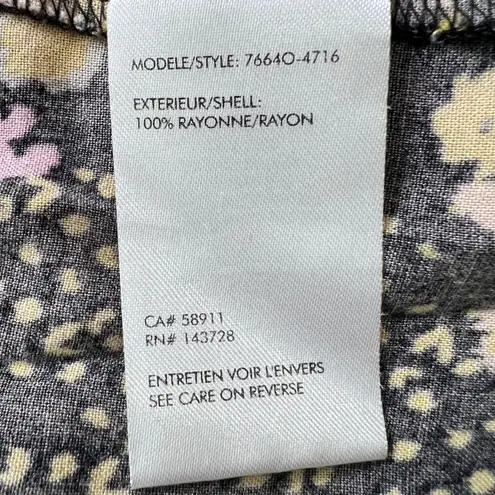 MODELE/STYLE: 7664O-4716
EXTERIEUR/SHELL:
100% RAYONNE/RAYON
CA# 58911
RN# 143728
ENTRETIEN VOIR L'ENVERS
SEE CARE ON REVERSE